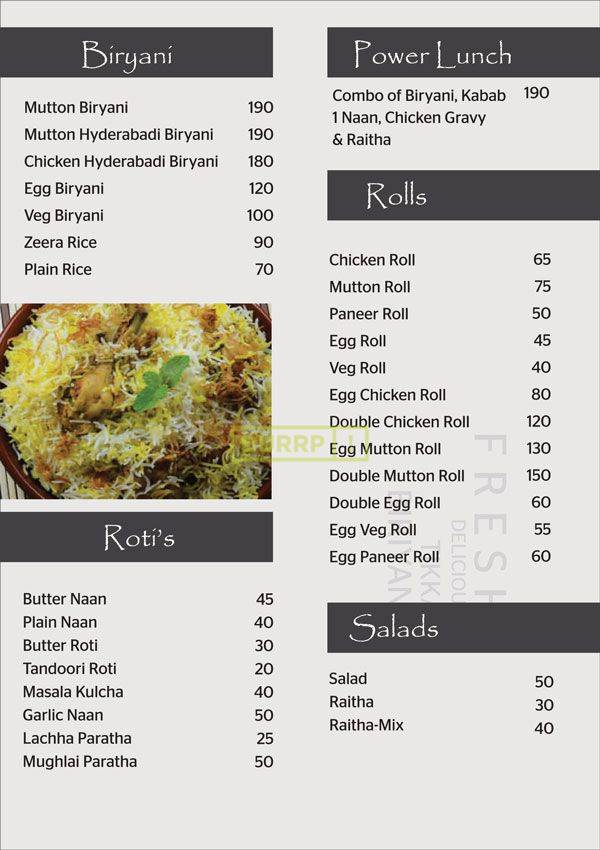 Biryani
Mutton Biryani 190
Mutton Hyderabadi Biryani 190
Chicken Hyderabadi Biryani 180
Egg Biryani 120
Veg Biryani 100
Zeera Rice 90
Plain Rice 70
Roti's
Butter Naan 45
Plain Naan 40
Butter Roti 30
Tandoori Roti 20
Masala Kulcha 40
Garlic Naan 50
Lachha Paratha 25
Mughlai Paratha 50
Power Lunch
Combo of Biryani, Kabab 190
1 Naan, Chicken Gravy
& Raitha
Rolls
Chicken Roll 65
Mutton Roll 75
Paneer Roll 50
Egg Roll 45
Veg Roll 40
Egg Chicken Roll 80
Double Chicken Roll 120
Egg Mutton Roll 130
Double Mutton Roll 150
Double Egg Roll 60
Egg Veg Roll 55
Egg Paneer Roll 60
FRESH
Salads
Salad 50
Raitha 30
Raitha-Mix 40